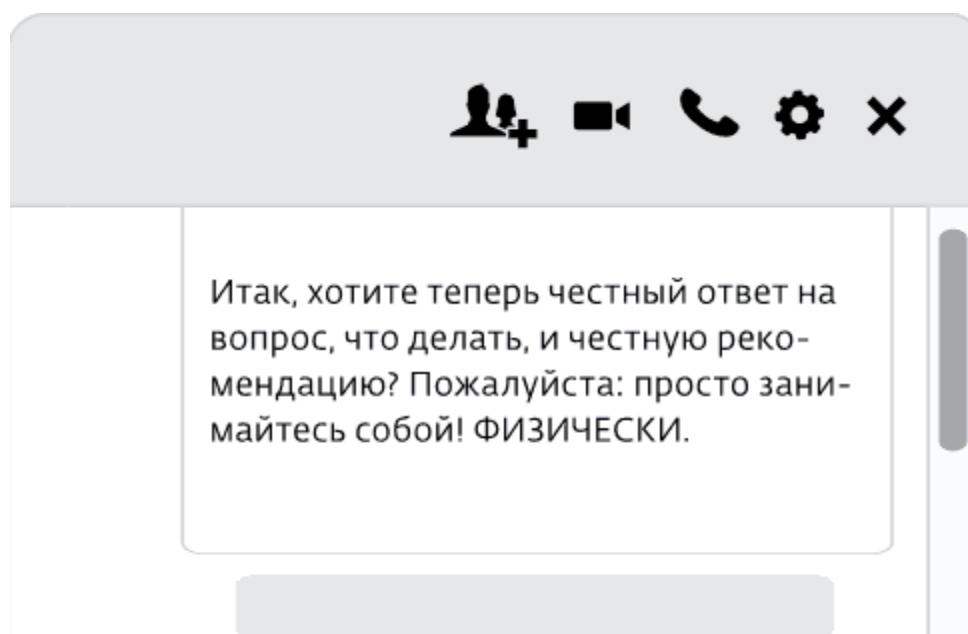 Итак, хотите теперь честный ответ на
вопрос, что делать, и честную реко-
мендацию? Пожалуйста: просто зани-
майтесь собой! ФИЗИЧЕСКИ.